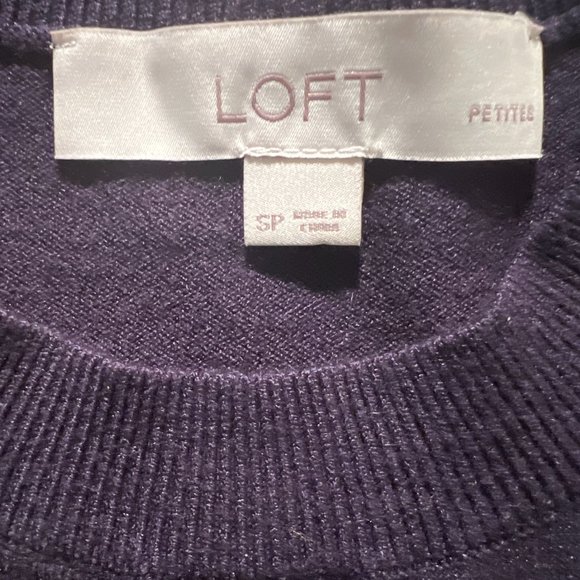 LOFT
PETITES
SP MADE IN
CHINA